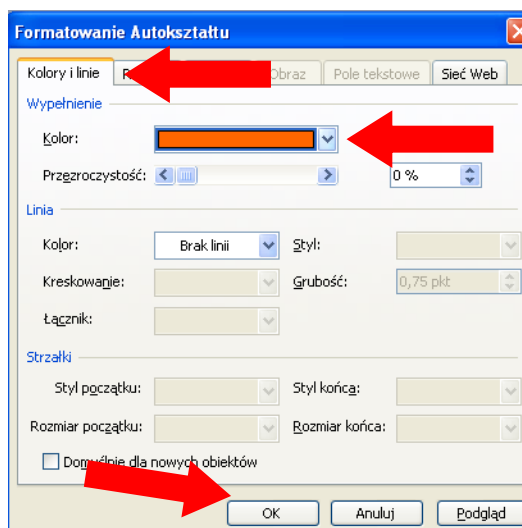 Formatowanie Autokształtu
Kolory i linie Obraz Pole tekstowe Sieć Web
Wypełnienie
Kolor:
Przezroczystość: 0 %
Linia
Kolor: Brak linii Styl:
Kreskowanie: Grubość: 0,75 pkt
Łącznik:
Strzałki
Styl początku: Styl końca:
Rozmiar początku: Rozmiar końca:
Domyślnie dla nowych obiektów
OK Anuluj Podgląd